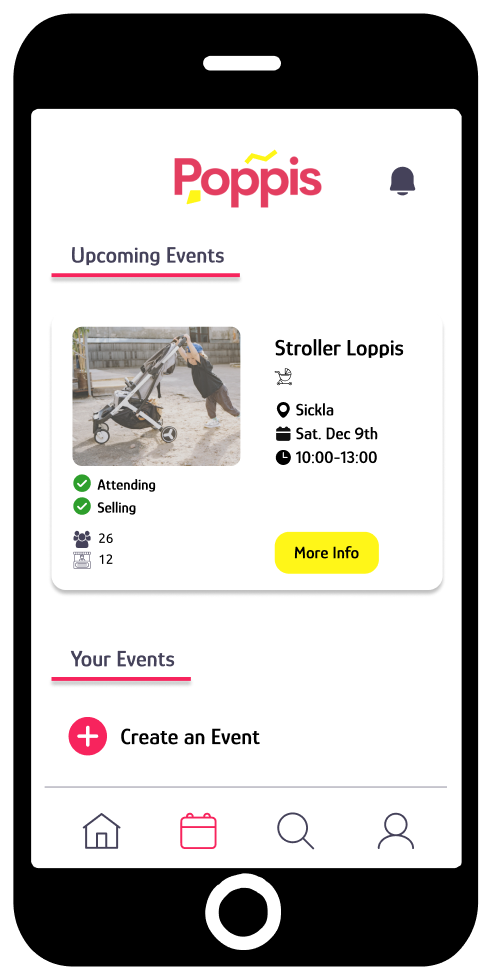 Poppis
Upcoming Events
Stroller Loppis
Sickla
Sat. Dec 9th
10:00-13:00
Attending
Selling
26
12
More Info
Your Events
Create an Event